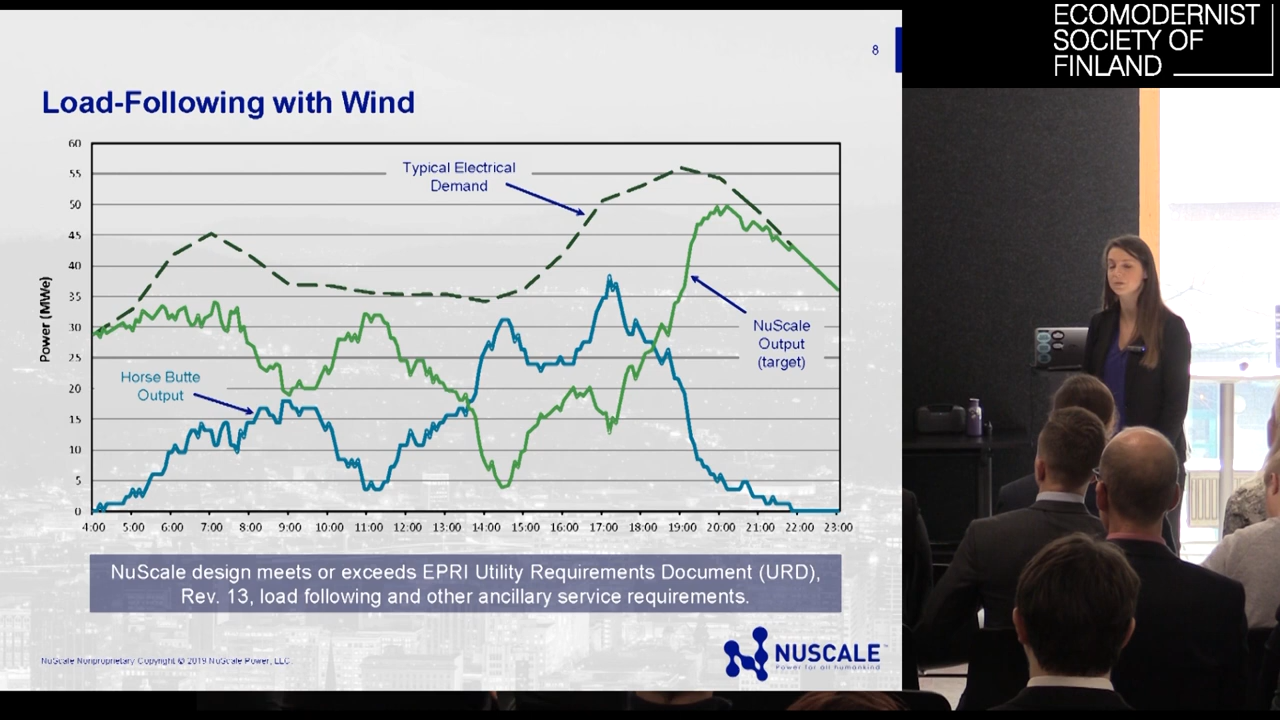 ECOMODERNIST
SOCIETY OF
FINLAND
8
Load-Following with Wind
Power (MWe)
60
55
50
45
40
35
30
25
20
15
10
5
0
Typical Electrical
Demand
NuScale
Output
(target)
Horse Butte
Output
4:00 5:00 6:00 7:00 8:00 9:00 10:00 11:00 12:00 13:00 14:00 15:00 16:00 17:00 18:00 19:00 20:00 21:00 22:00 23:00
NuScale design meets or exceeds EPRI Utility Requirements Document (URD),
Rev. 13, load following and other ancillary service requirements.
NuScale Nonproprietary Copyright © 2019 NuScale Power, LLC.
NUSCALE™
Power for all humankind